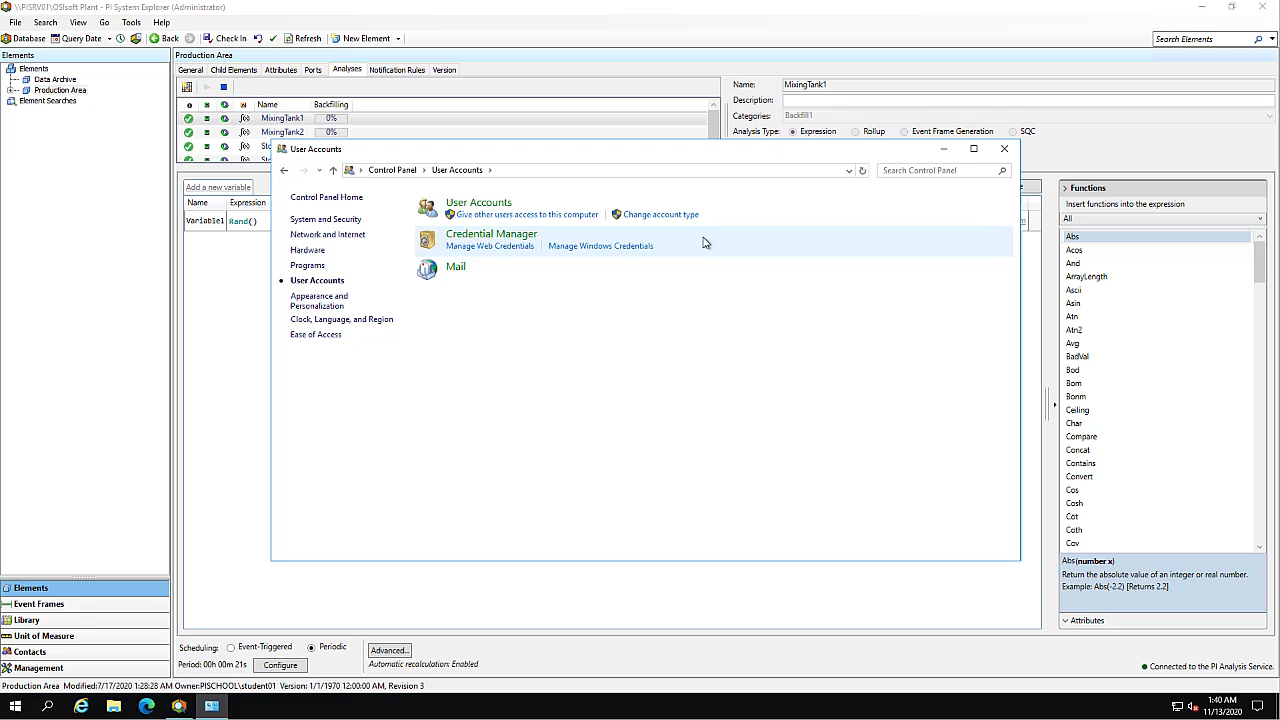 \\PISRV01\OSIsoft Plant - PI System Explorer (Administrator)
File Search View Go Tools Help
Database Query Date Back Check In Refresh New Element Search Elements
Elements
Elements
Data Archive
Production Area
Element Searches
Production Area
General Child Elements Attributes Ports Analyses Notification Rules Version
Name Backfilling
MixingTank1 0%
MixingTank2 0%
Name: MixingTank1
Description:
Categories: Backfill1
Analysis Type: Expression Rollup Event Frame Generation SQC
Add a new variable
Name Expression
Variable1 Rand()
User Accounts
Control Panel User Accounts
Search Control Panel
Control Panel Home
System and Security
Network and Internet
Hardware
Programs
User Accounts
Appearance and
Personalization
Clock, Language, and Region
Ease of Access
User Accounts
Give other users access to this computer Change account type
Credential Manager
Manage Web Credentials Manage Windows Credentials
Mail
Functions
Insert functions into the expression
All
Abs
Acos
And
ArrayLength
Ascii
Asin
Atn
Atn2
Avg
BadVal
Bod
Bom
Bonm
Ceiling
Char
Compare
Concat
Contains
Convert
Cos
Cosh
Cot
Coth
Cov
Abs(number x)
Return the absolute value of an integer or real number.
Example: Abs(-2.2) [Returns 2.2]
Attributes
Elements
Event Frames
Library
Unit of Measure
Contacts
Management
Scheduling: Event-Triggered Periodic
Period: 00h 00m 21s Configure
Advanced...
Automatic recalculation: Enabled
Connected to the PI Analysis Service.
Production Area Modified:7/17/2020 1:28:28 AM Owner:PISCHOOL\student01 Version: 1/1/1970 12:00:00 AM, Revision 3
1:40 AM
11/13/2020